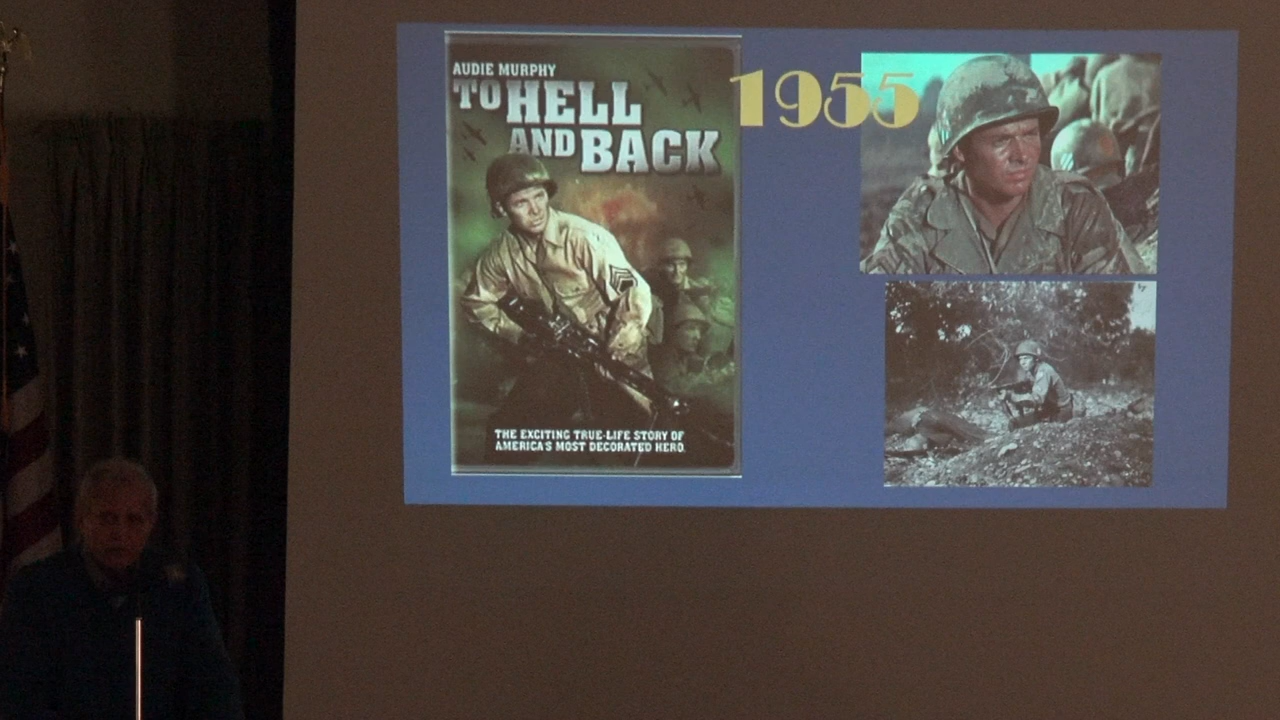 AUDIE MURPHY
TO HELL
AND BACK
THE EXCITING TRUE-LIFE STORY OF
AMERICA'S MOST DECORATED HERO.
1955